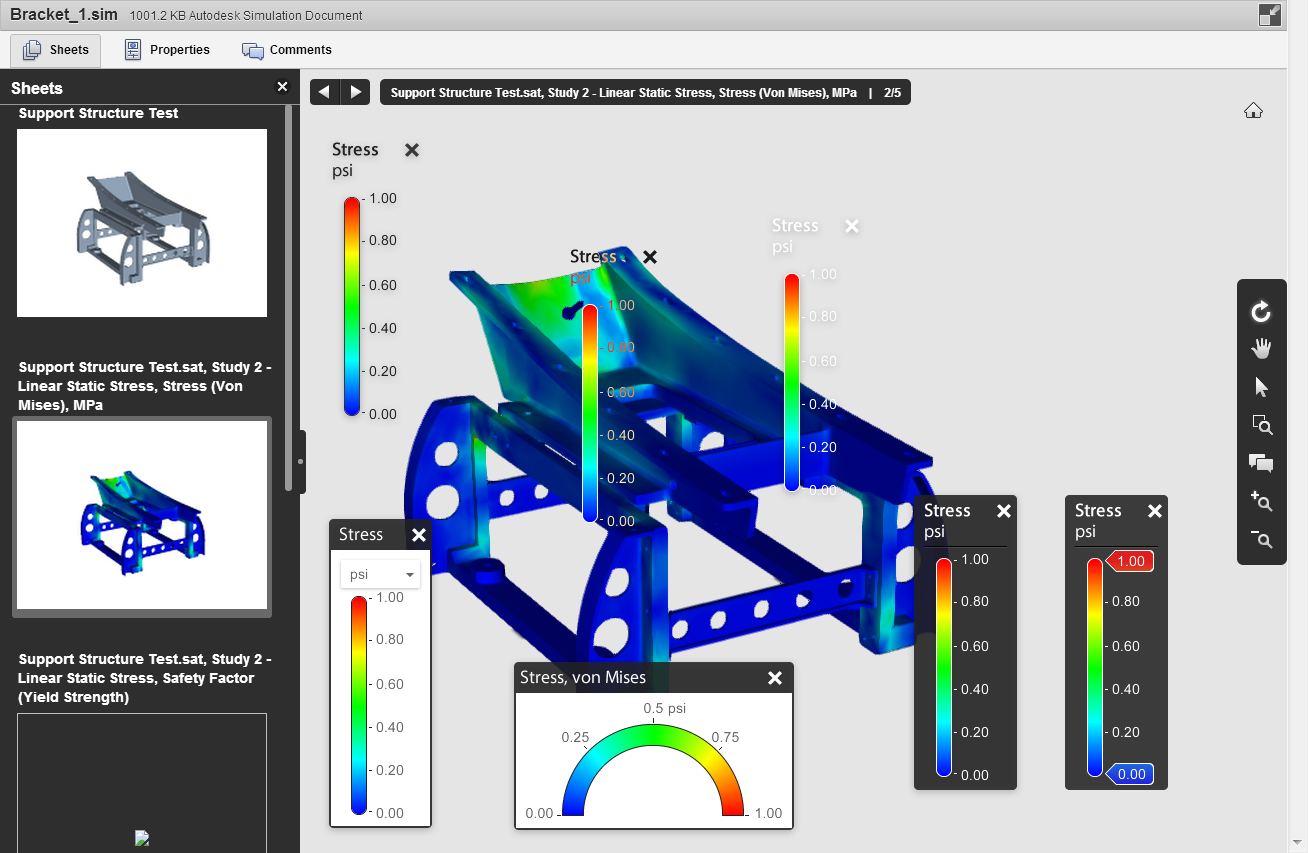 Bracket_1.sim 1001.2 KB Autodesk Simulation Document
Sheets Properties Comments
Sheets
Support Structure Test
Support Structure Test.sat, Study 2 -
Linear Static Stress, Stress (Von
Mises), MPa
Support Structure Test.sat, Study 2 -
Linear Static Stress, Safety Factor
(Yield Strength)
Support Structure Test.sat, Study 2 - Linear Static Stress, Stress (Von Mises), MPa | 2/5
Stress
psi
1.00
0.80
0.60
0.40
0.20
0.00
Stress
psi
1.00
0.80
0.60
0.40
0.20
0.00
Stress
psi
1.00
0.80
0.60
0.40
0.20
0.00
Stress
psi
1.00
0.80
0.60
0.40
0.20
0.00
Stress, von Mises
0.5 psi
0.25 0.75
0.00 1.00
Stress
psi
1.00
0.80
0.60
0.40
0.20
0.00
Stress
psi
1.00
0.80
0.60
0.40
0.20
0.00